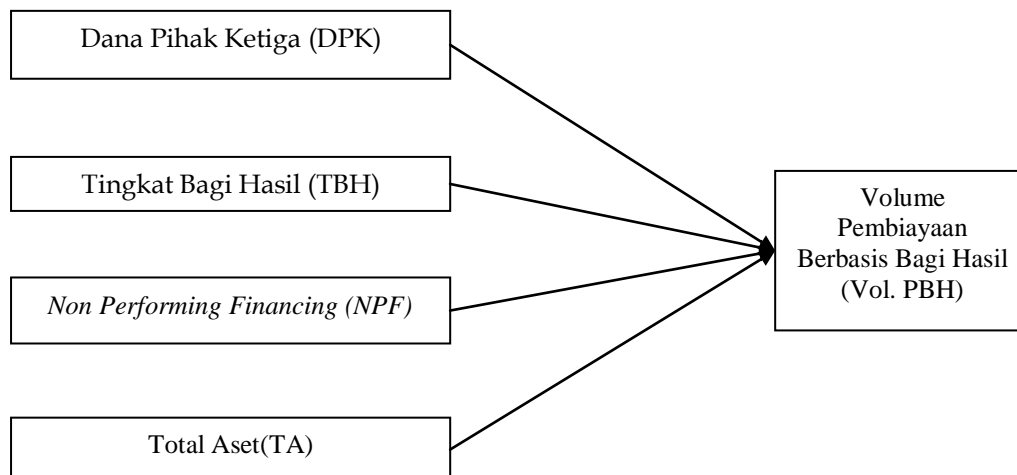 Dana Pihak Ketiga (DPK)
Tingkat Bagi Hasil (TBH)
Non Performing Financing (NPF)
Total Aset(TA)
Volume
Pembiayaan
Berbasis Bagi Hasil
(Vol. PBH)